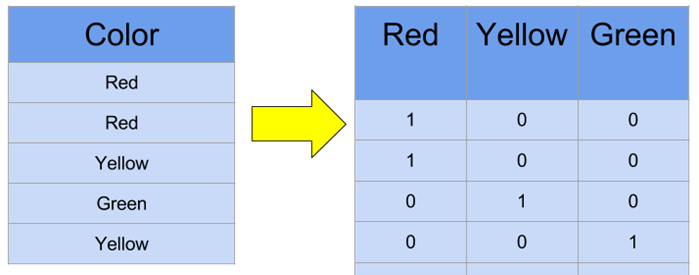 Color
Red
Red
Yellow
Green
Yellow
Red Yellow Green
1 0 0
1 0 0
0 1 0
0 0 1